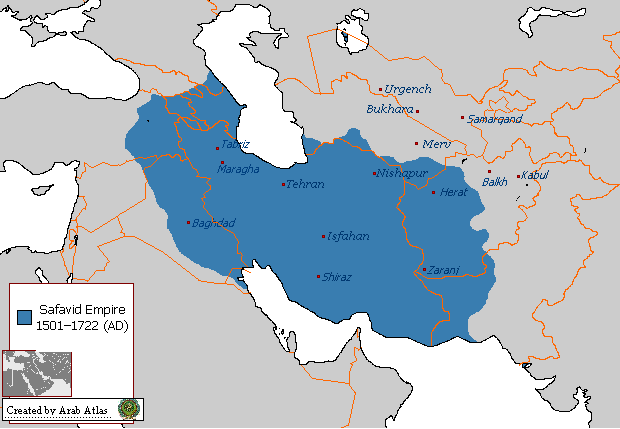 Urgench
Bukhara
Samarqand
Tabriz
Merv
Maragha
Nishapur
Balkh
Kabul
Tehran
Herat
Baghdad
Isfahan
Zaranj
Shiraz
Safavid Empire
1501–1722 (AD)
Created by Arab Atlas